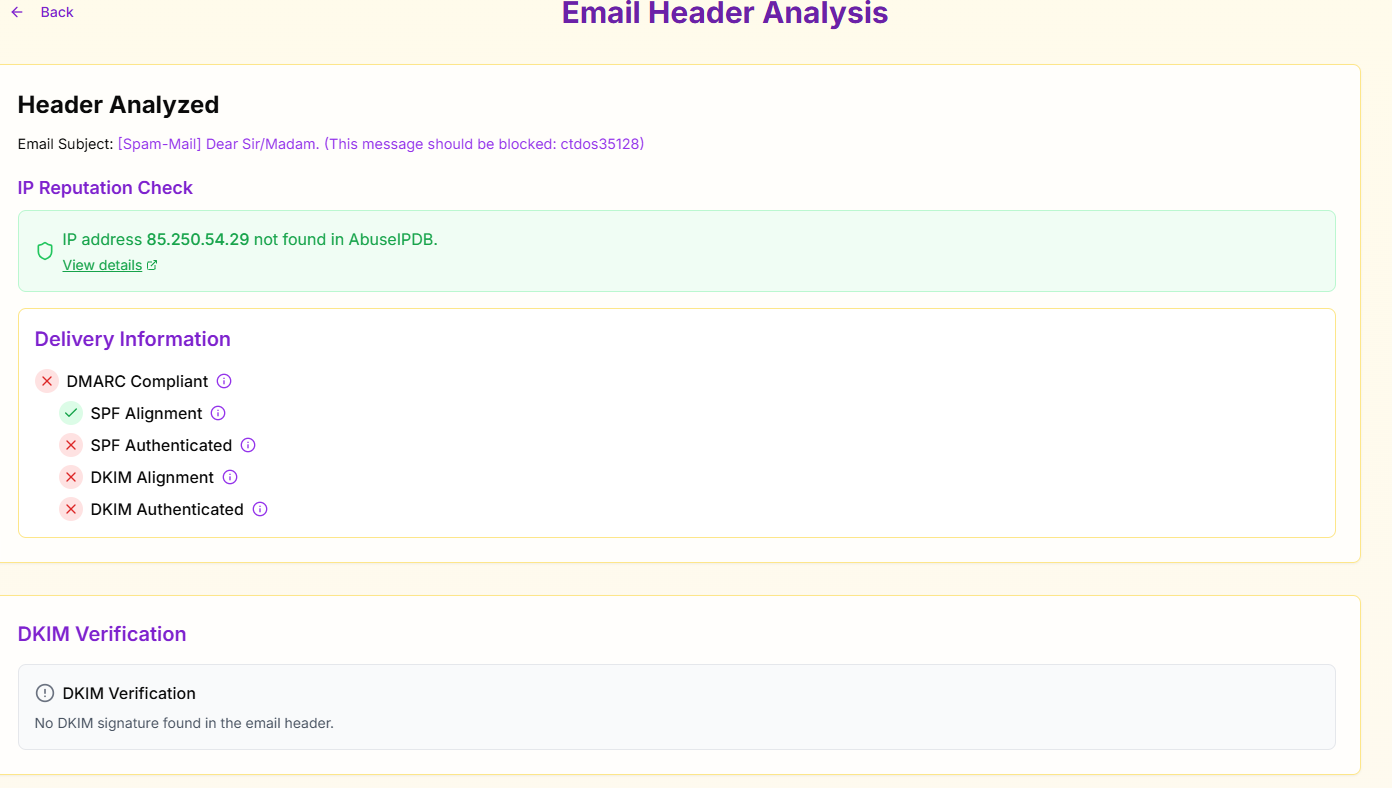 Back
Email Header Analysis
Header Analyzed
Email Subject: [Spam-Mail] Dear Sir/Madam. (This message should be blocked: ctdos35128)
IP Reputation Check
IP address 85.250.54.29 not found in AbuseIPDB.
View details
Delivery Information
DMARC Compliant
SPF Alignment
SPF Authenticated
DKIM Alignment
DKIM Authenticated
DKIM Verification
DKIM Verification
No DKIM signature found in the email header.